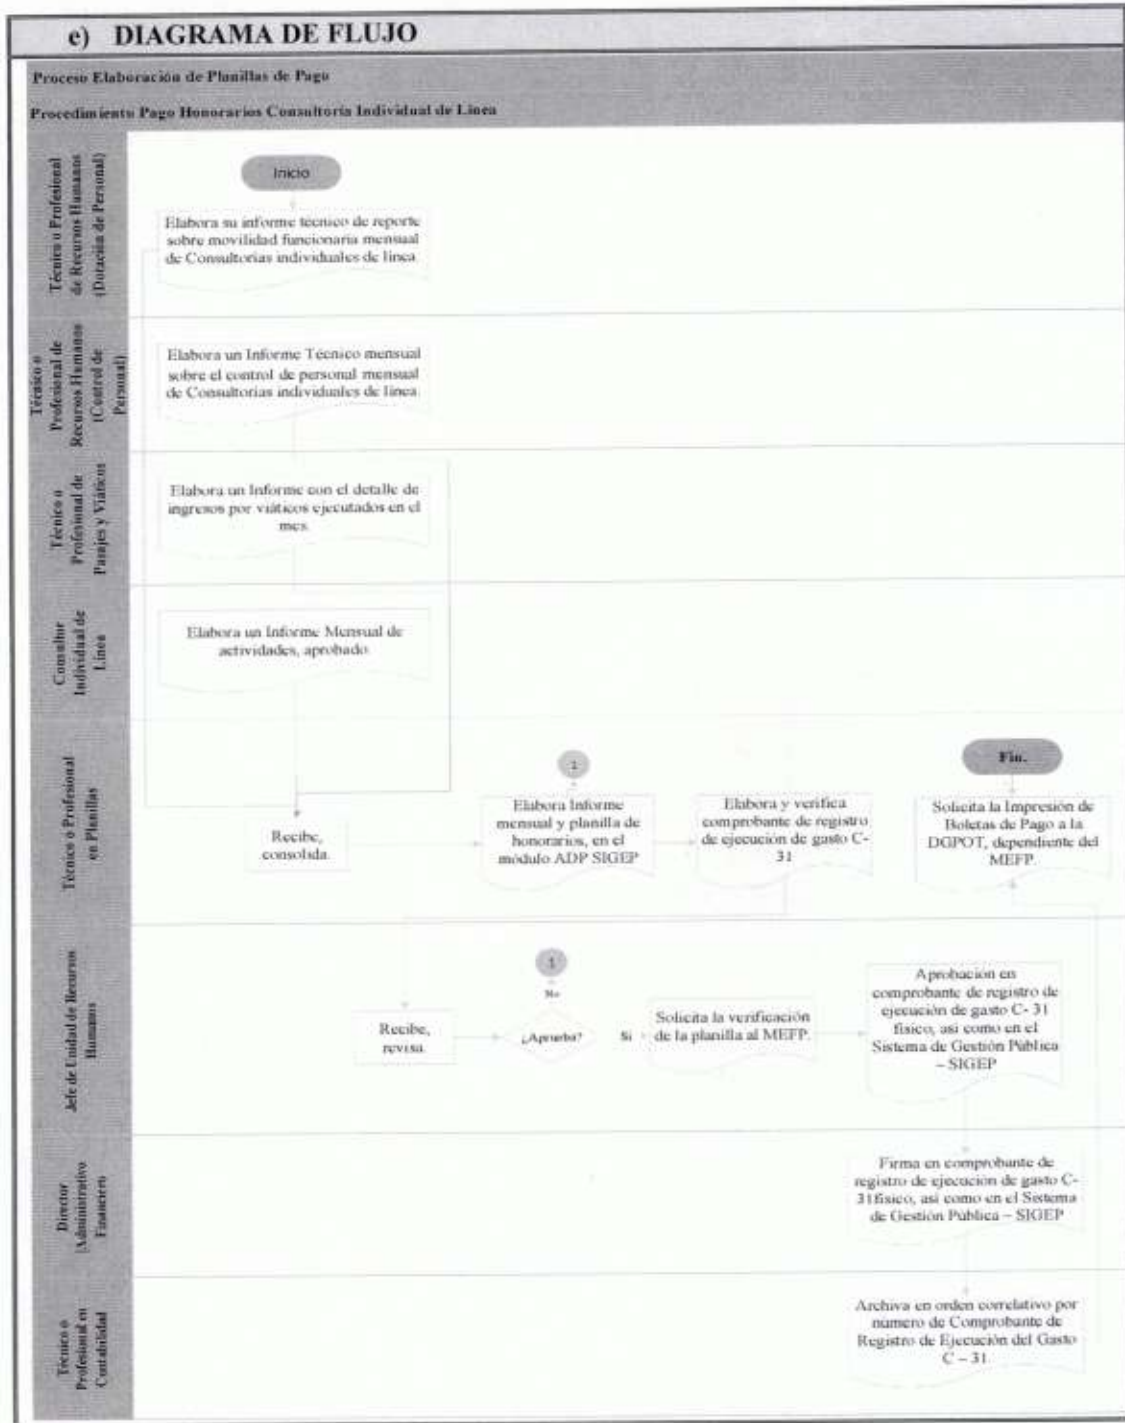 e) DIAGRAMA DE FLUJO
Proceso Elaboración de Planillas de Pago
Procedimiento Pago Honorarios Consultoría Individual de Línea
Técnico o Profesional
de Recursos Humanos
(Dotación de Personal)
Inicio
Elabora su informe técnico de reporte
sobre movilidad funcionaria mensual
de Consultorías individuales de línea.
Técnico o
Profesional de
Recursos Humanos
(Control de
Personal)
Elabora un Informe Técnico mensual
sobre el control de personal mensual
de Consultorías individuales de línea.
Técnico o
Profesional de
Pasajes y Viáticos
Elabora un Informe con el detalle de
ingresos por viáticos ejecutados en el
mes.
Consultor
Individual de
Línea
Elabora un Informe Mensual de
actividades, aprobado.
Técnico o Profesional
en Planillas
Recibe,
consolida.
1
Elabora Informe
mensual y planilla de
honorarios, en el
módulo ADP SIGEP
Elabora y verifica
comprobante de registro
de ejecución de gasto C-
31
Fin.
Solicita la Impresión de
Boletas de Pago a la
DGPOT, dependiente del
MEFP.
Jefe de Unidad de Recursos
Humanos
Recibe,
revisa.
1
No
¿Aprueba?
Si
Solicita la verificación
de la planilla al MEFP.
Aprobación en
comprobante de registro de
ejecución de gasto C- 31
físico, así como en el
Sistema de Gestión Pública
– SIGEP
Director
Administrativo
Financiero
Firma en comprobante de
registro de ejecución de gasto C-
31físico, así como en el Sistema
de Gestión Pública – SIGEP
Técnico o
Profesional en
Contabilidad
Archiva en orden correlativo por
número de Comprobante de
Registro de Ejecución del Gasto
C – 31.